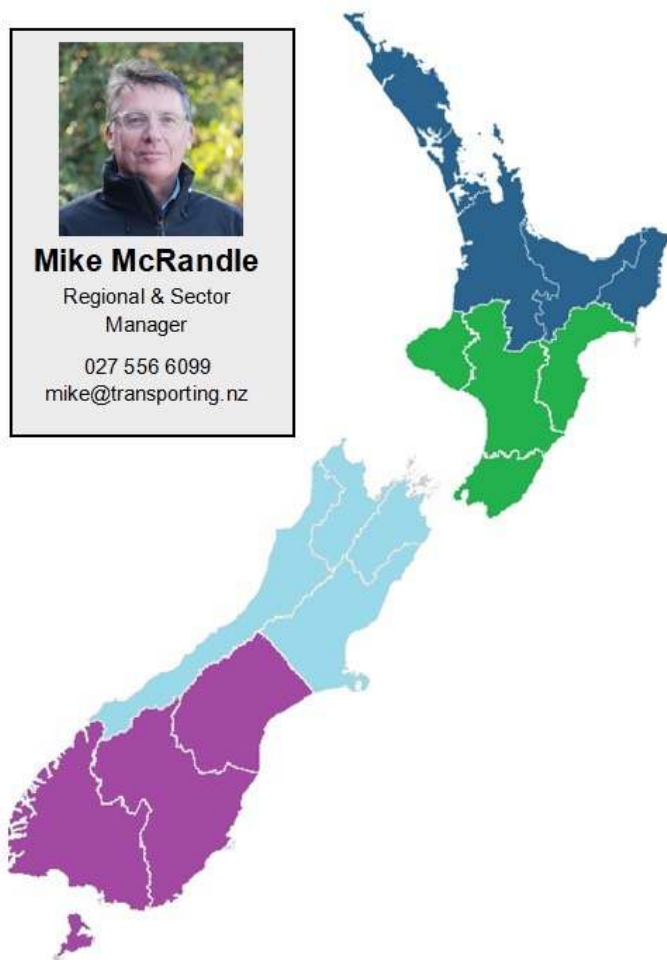 Mike McRandle
Regional & Sector
Manager
027 556 6099
mike@transporting.nz